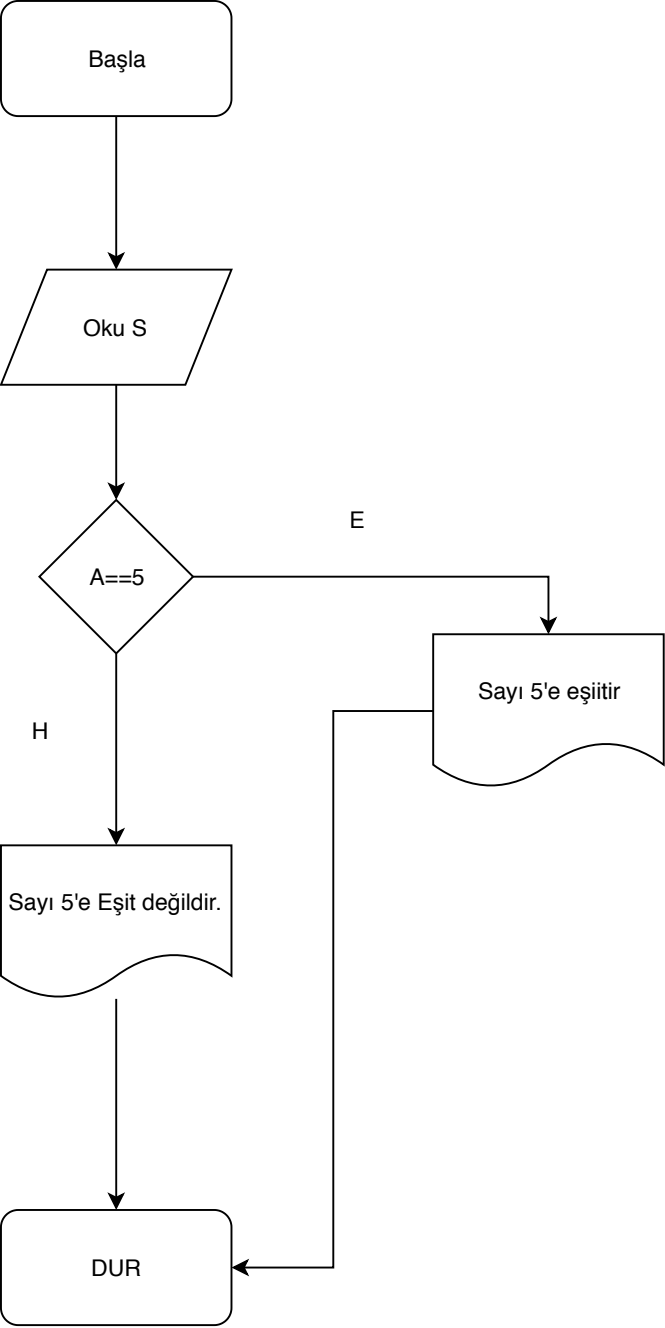 Başla
Oku S
E
A==5
Sayı 5'e eşiitir
H
Sayı 5'e Eşit değildir.
DUR